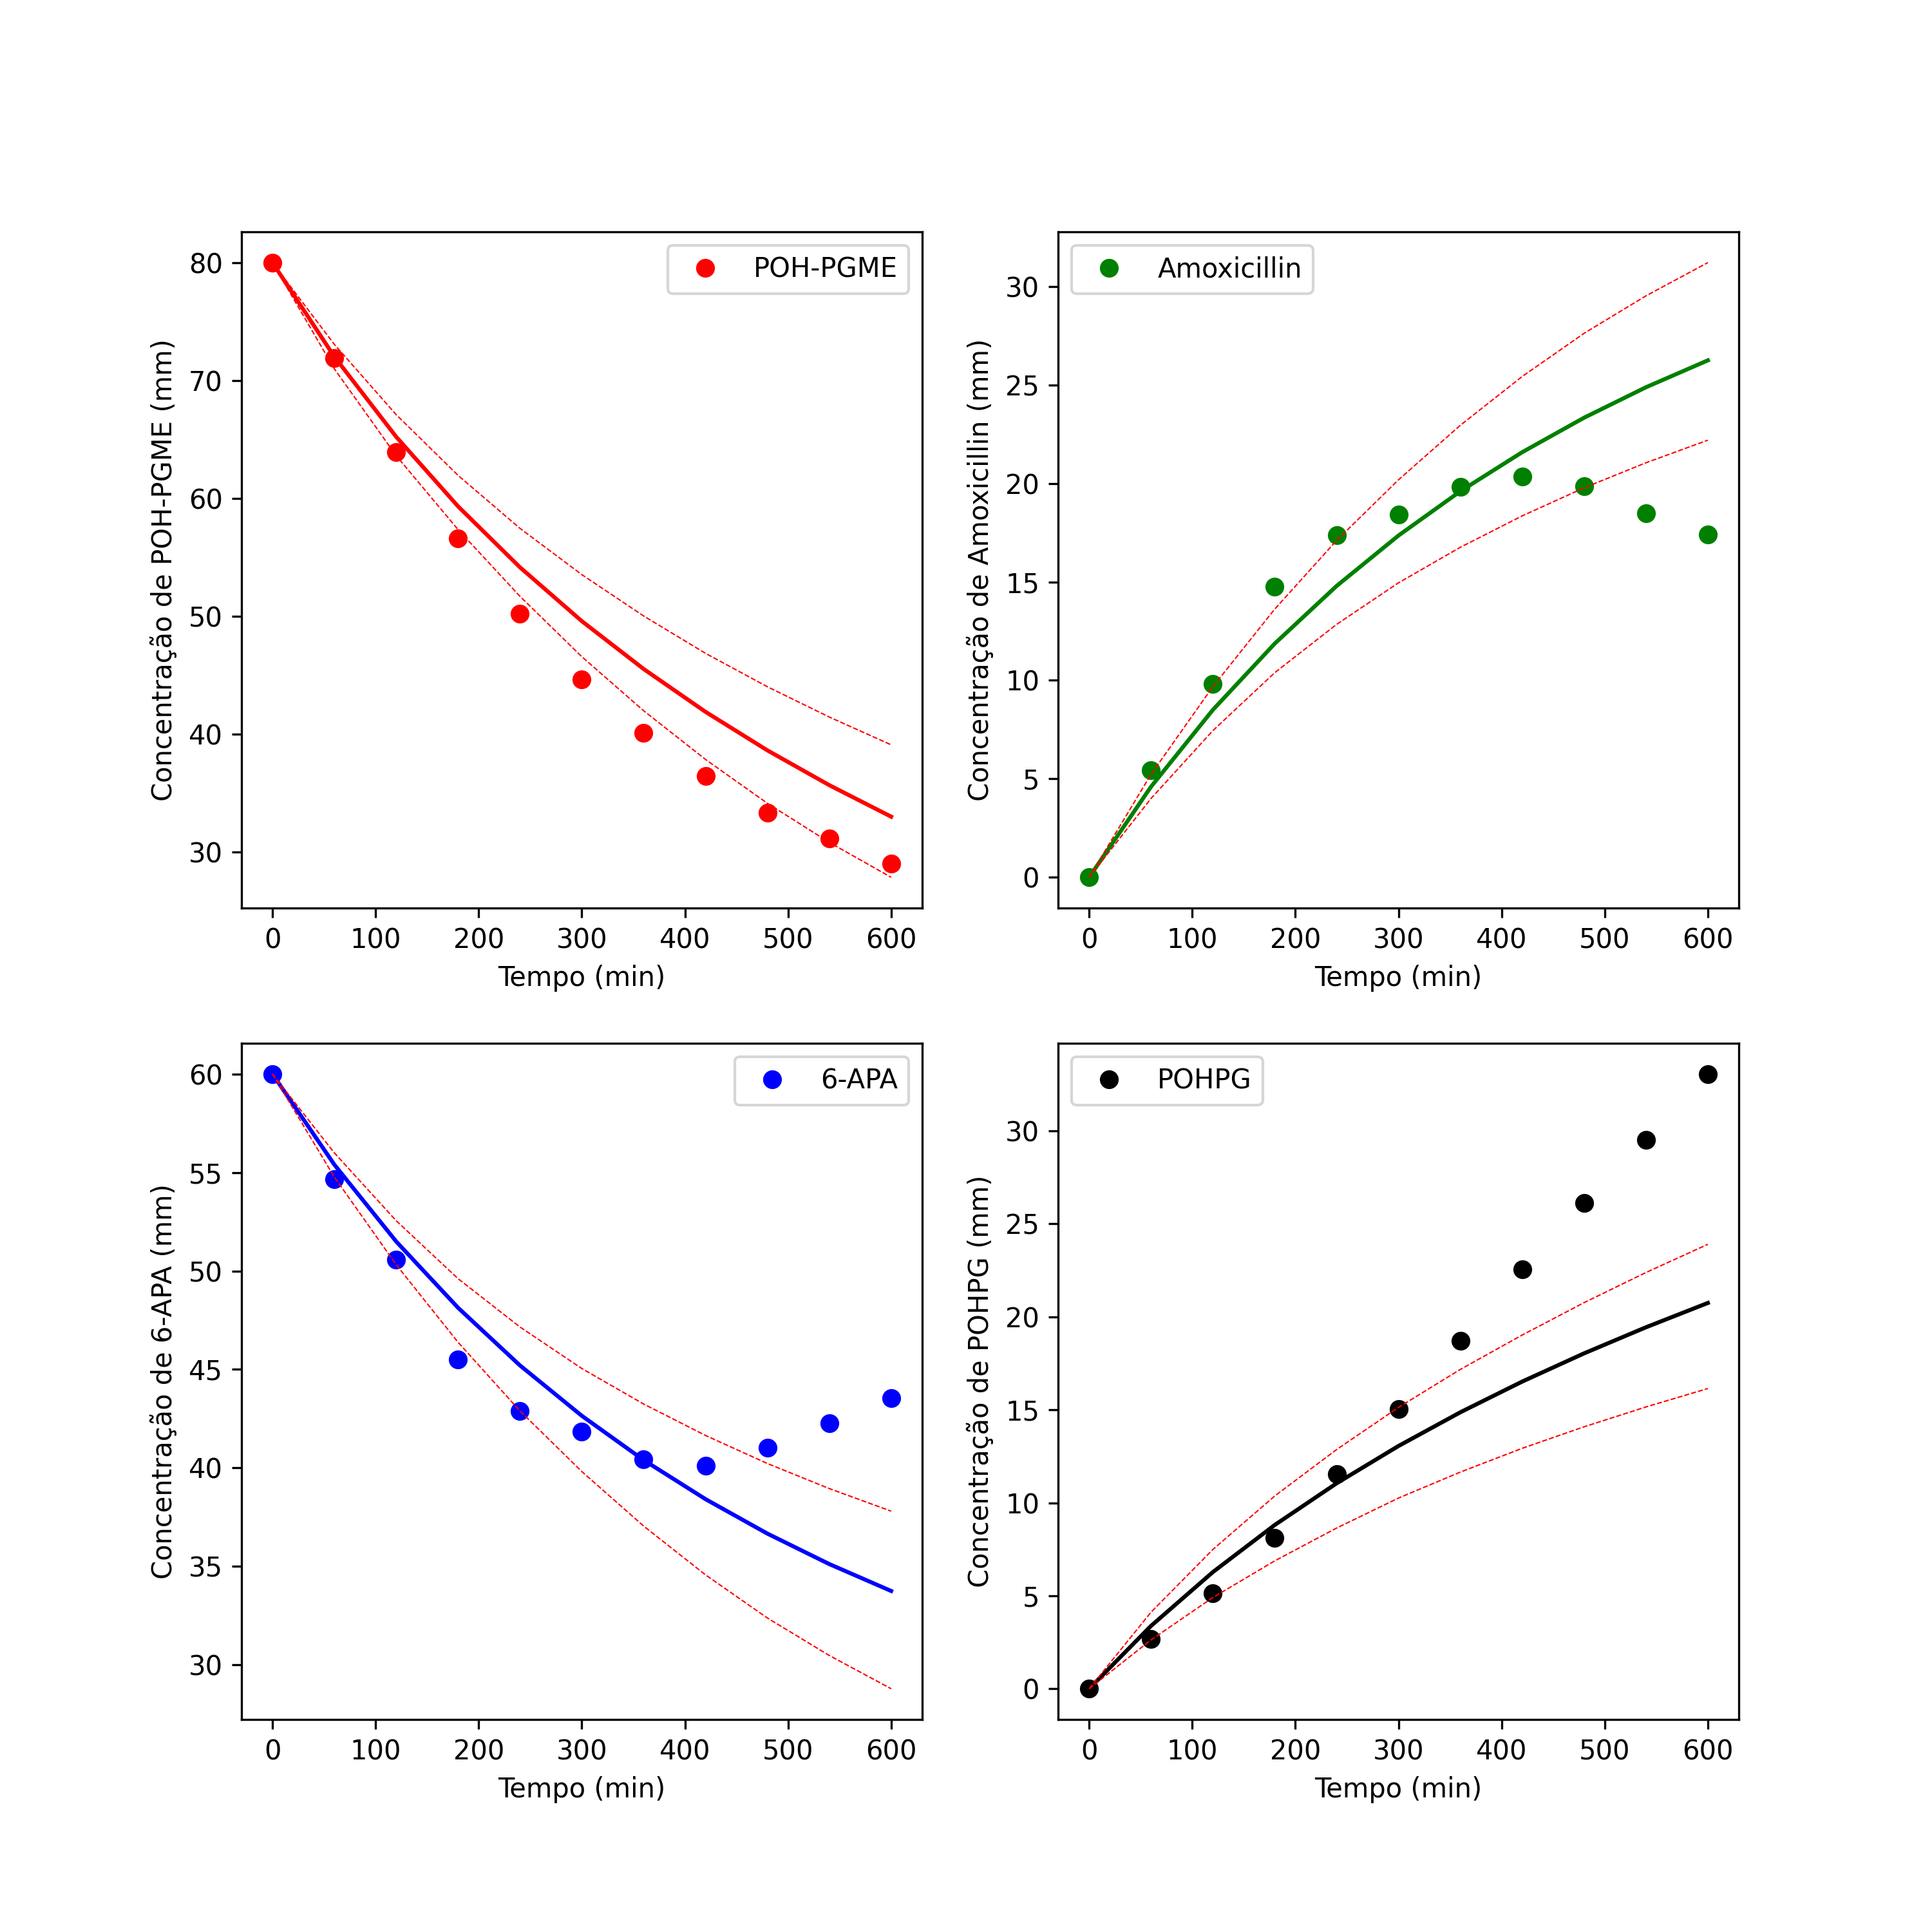 POH-PGME
Concentração de POH-PGME (mm)
80
70
60
50
40
30
0 100 200 300 400 500 600
Tempo (min)
Amoxicillin
Concentração de Amoxicillin (mm)
30
25
20
15
10
5
0
0 100 200 300 400 500 600
Tempo (min)
6-APA
Concentração de 6-APA (mm)
60
55
50
45
40
35
30
0 100 200 300 400 500 600
Tempo (min)
POHPG
Concentração de POHPG (mm)
30
25
20
15
10
5
0
0 100 200 300 400 500 600
Tempo (min)